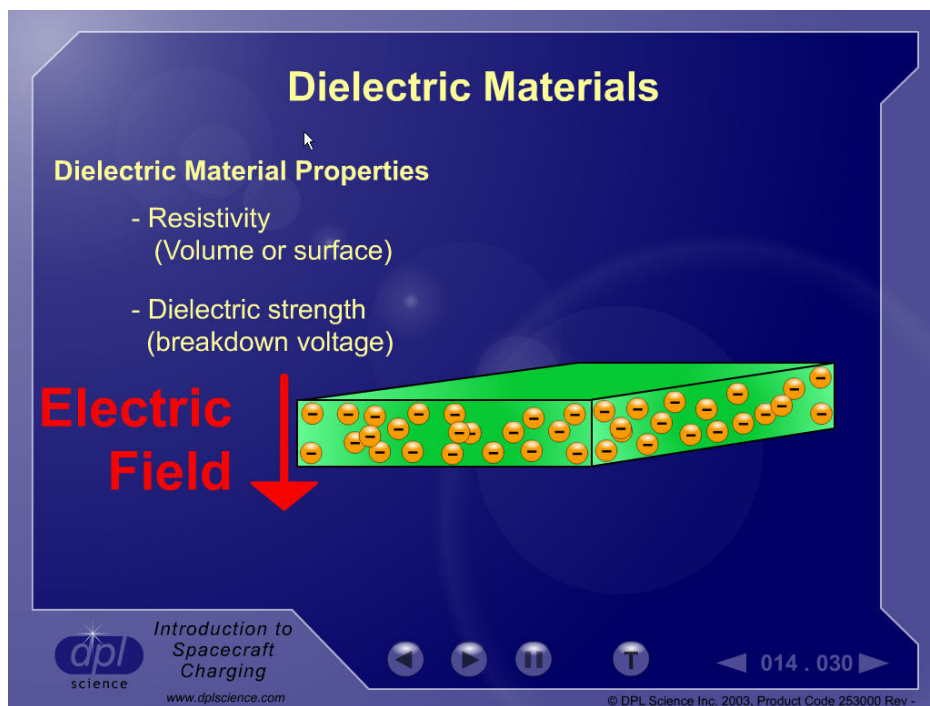 Dielectric Materials
Dielectric Material Properties
- Resistivity
(Volume or surface)
- Dielectric strength
(breakdown voltage)
Electric
Field
dpl
science
Introduction to
Spacecraft
Charging
www.dplscience.com
T
014 . 030
© DPL Science Inc. 2003, Product Code 253000 Rev -